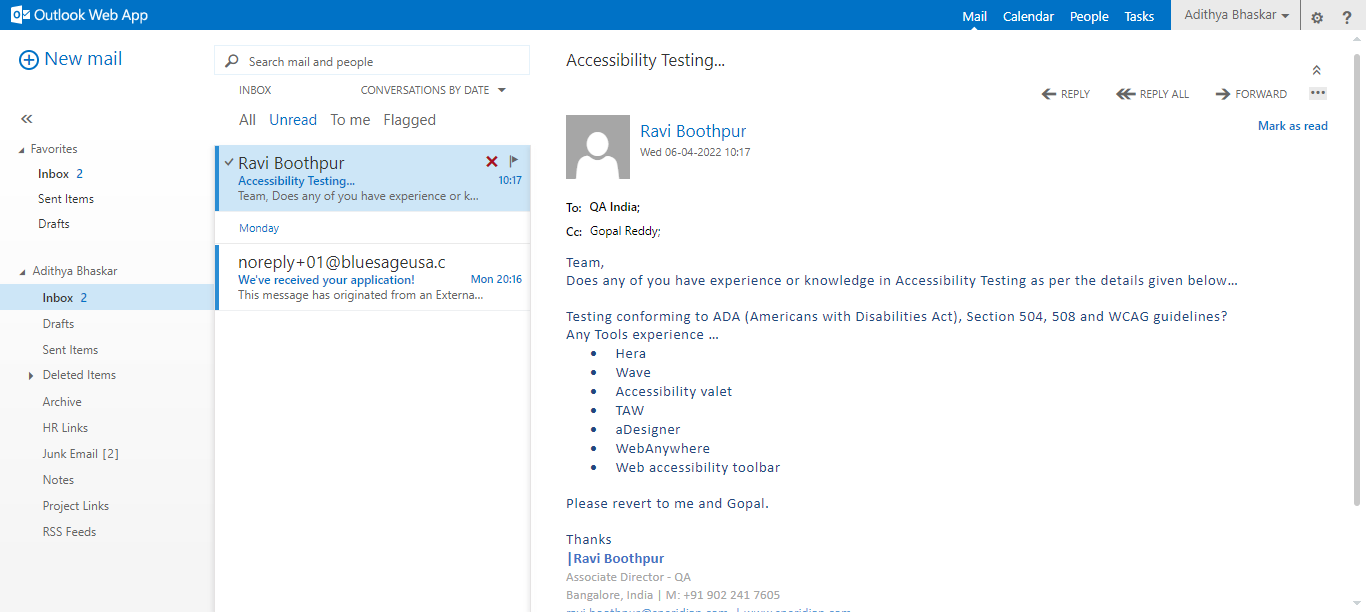 Outlook Web App
Mail Calendar People Tasks Adithya Bhaskar ?
New mail
Favorites
Inbox 2
Sent Items
Drafts
Adithya Bhaskar
Inbox 2
Drafts
Sent Items
Deleted Items
Archive
HR Links
Junk Email [2]
Notes
Project Links
RSS Feeds
Search mail and people
INBOX CONVERSATIONS BY DATE
All Unread To me Flagged
Ravi Boothpur
Accessibility Testing... 10:17
Team, Does any of you have experience or k...
Monday
noreply+01@bluesageusa.c
We've received your application! Mon 20:16
This message has originated from an Externa...
Accessibility Testing...
REPLY REPLY ALL FORWARD
Mark as read
Ravi Boothpur
Wed 06-04-2022 10:17
To: QA India;
Cc: Gopal Reddy;
Team,
Does any of you have experience or knowledge in Accessibility Testing as per the details given below…
Testing conforming to ADA (Americans with Disabilities Act), Section 504, 508 and WCAG guidelines?
Any Tools experience …
• Hera
• Wave
• Accessibility valet
• TAW
• aDesigner
• WebAnywhere
• Web accessibility toolbar
Please revert to me and Gopal.
Thanks
|Ravi Boothpur
Associate Director - QA
Bangalore, India | M: +91 902 241 7605